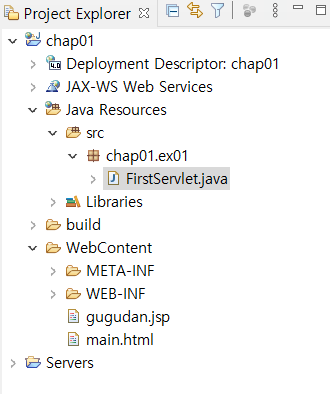 Project Explorer
chap01
Deployment Descriptor: chap01
JAX-WS Web Services
Java Resources
src
chap01.ex01
FirstServlet.java
Libraries
build
WebContent
META-INF
WEB-INF
gugudan.jsp
main.html
Servers